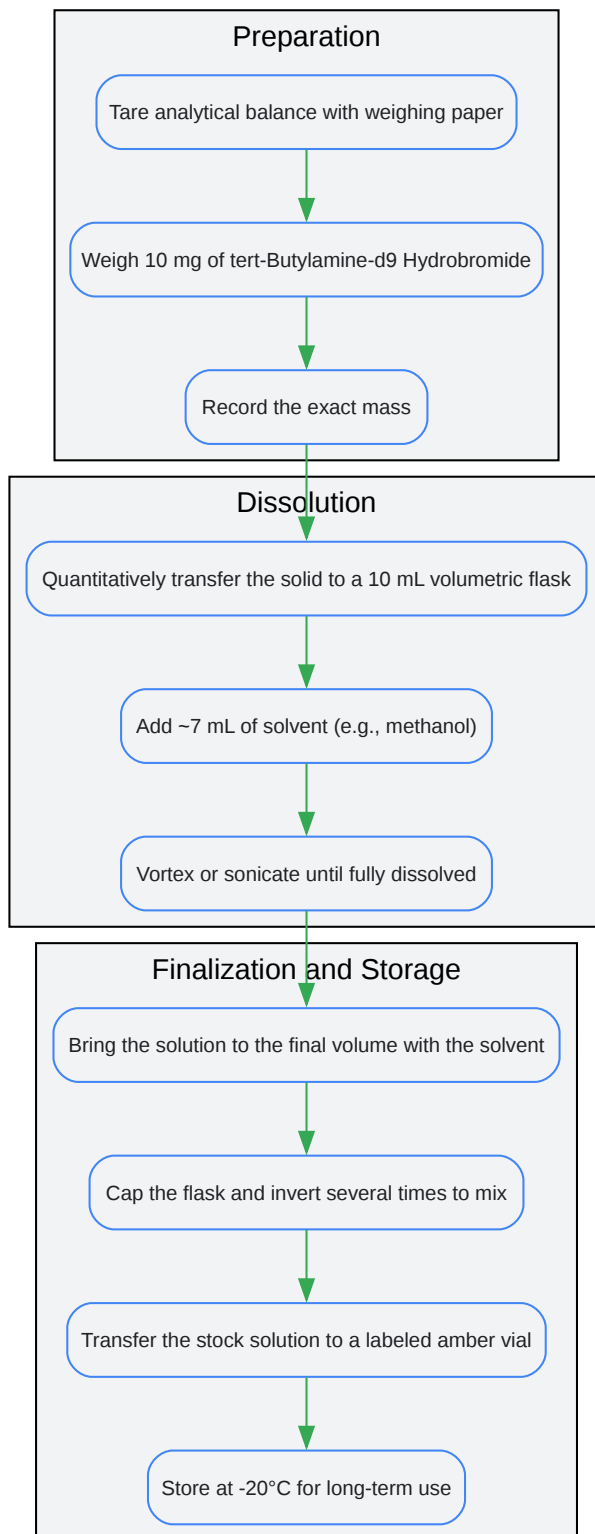 Preparation
Tare analytical balance with weighing paper
Weigh 10 mg of tert-Butylamine-d9 Hydrobromide
Record the exact mass
Dissolution
Quantitatively transfer the solid to a 10 mL volumetric flask
Add ~7 mL of solvent (e.g., methanol)
Vortex or sonicate until fully dissolved
Finalization and Storage
Bring the solution to the final volume with the solvent
Cap the flask and invert several times to mix
Transfer the stock solution to a labeled amber vial
Store at -20°C for long-term use